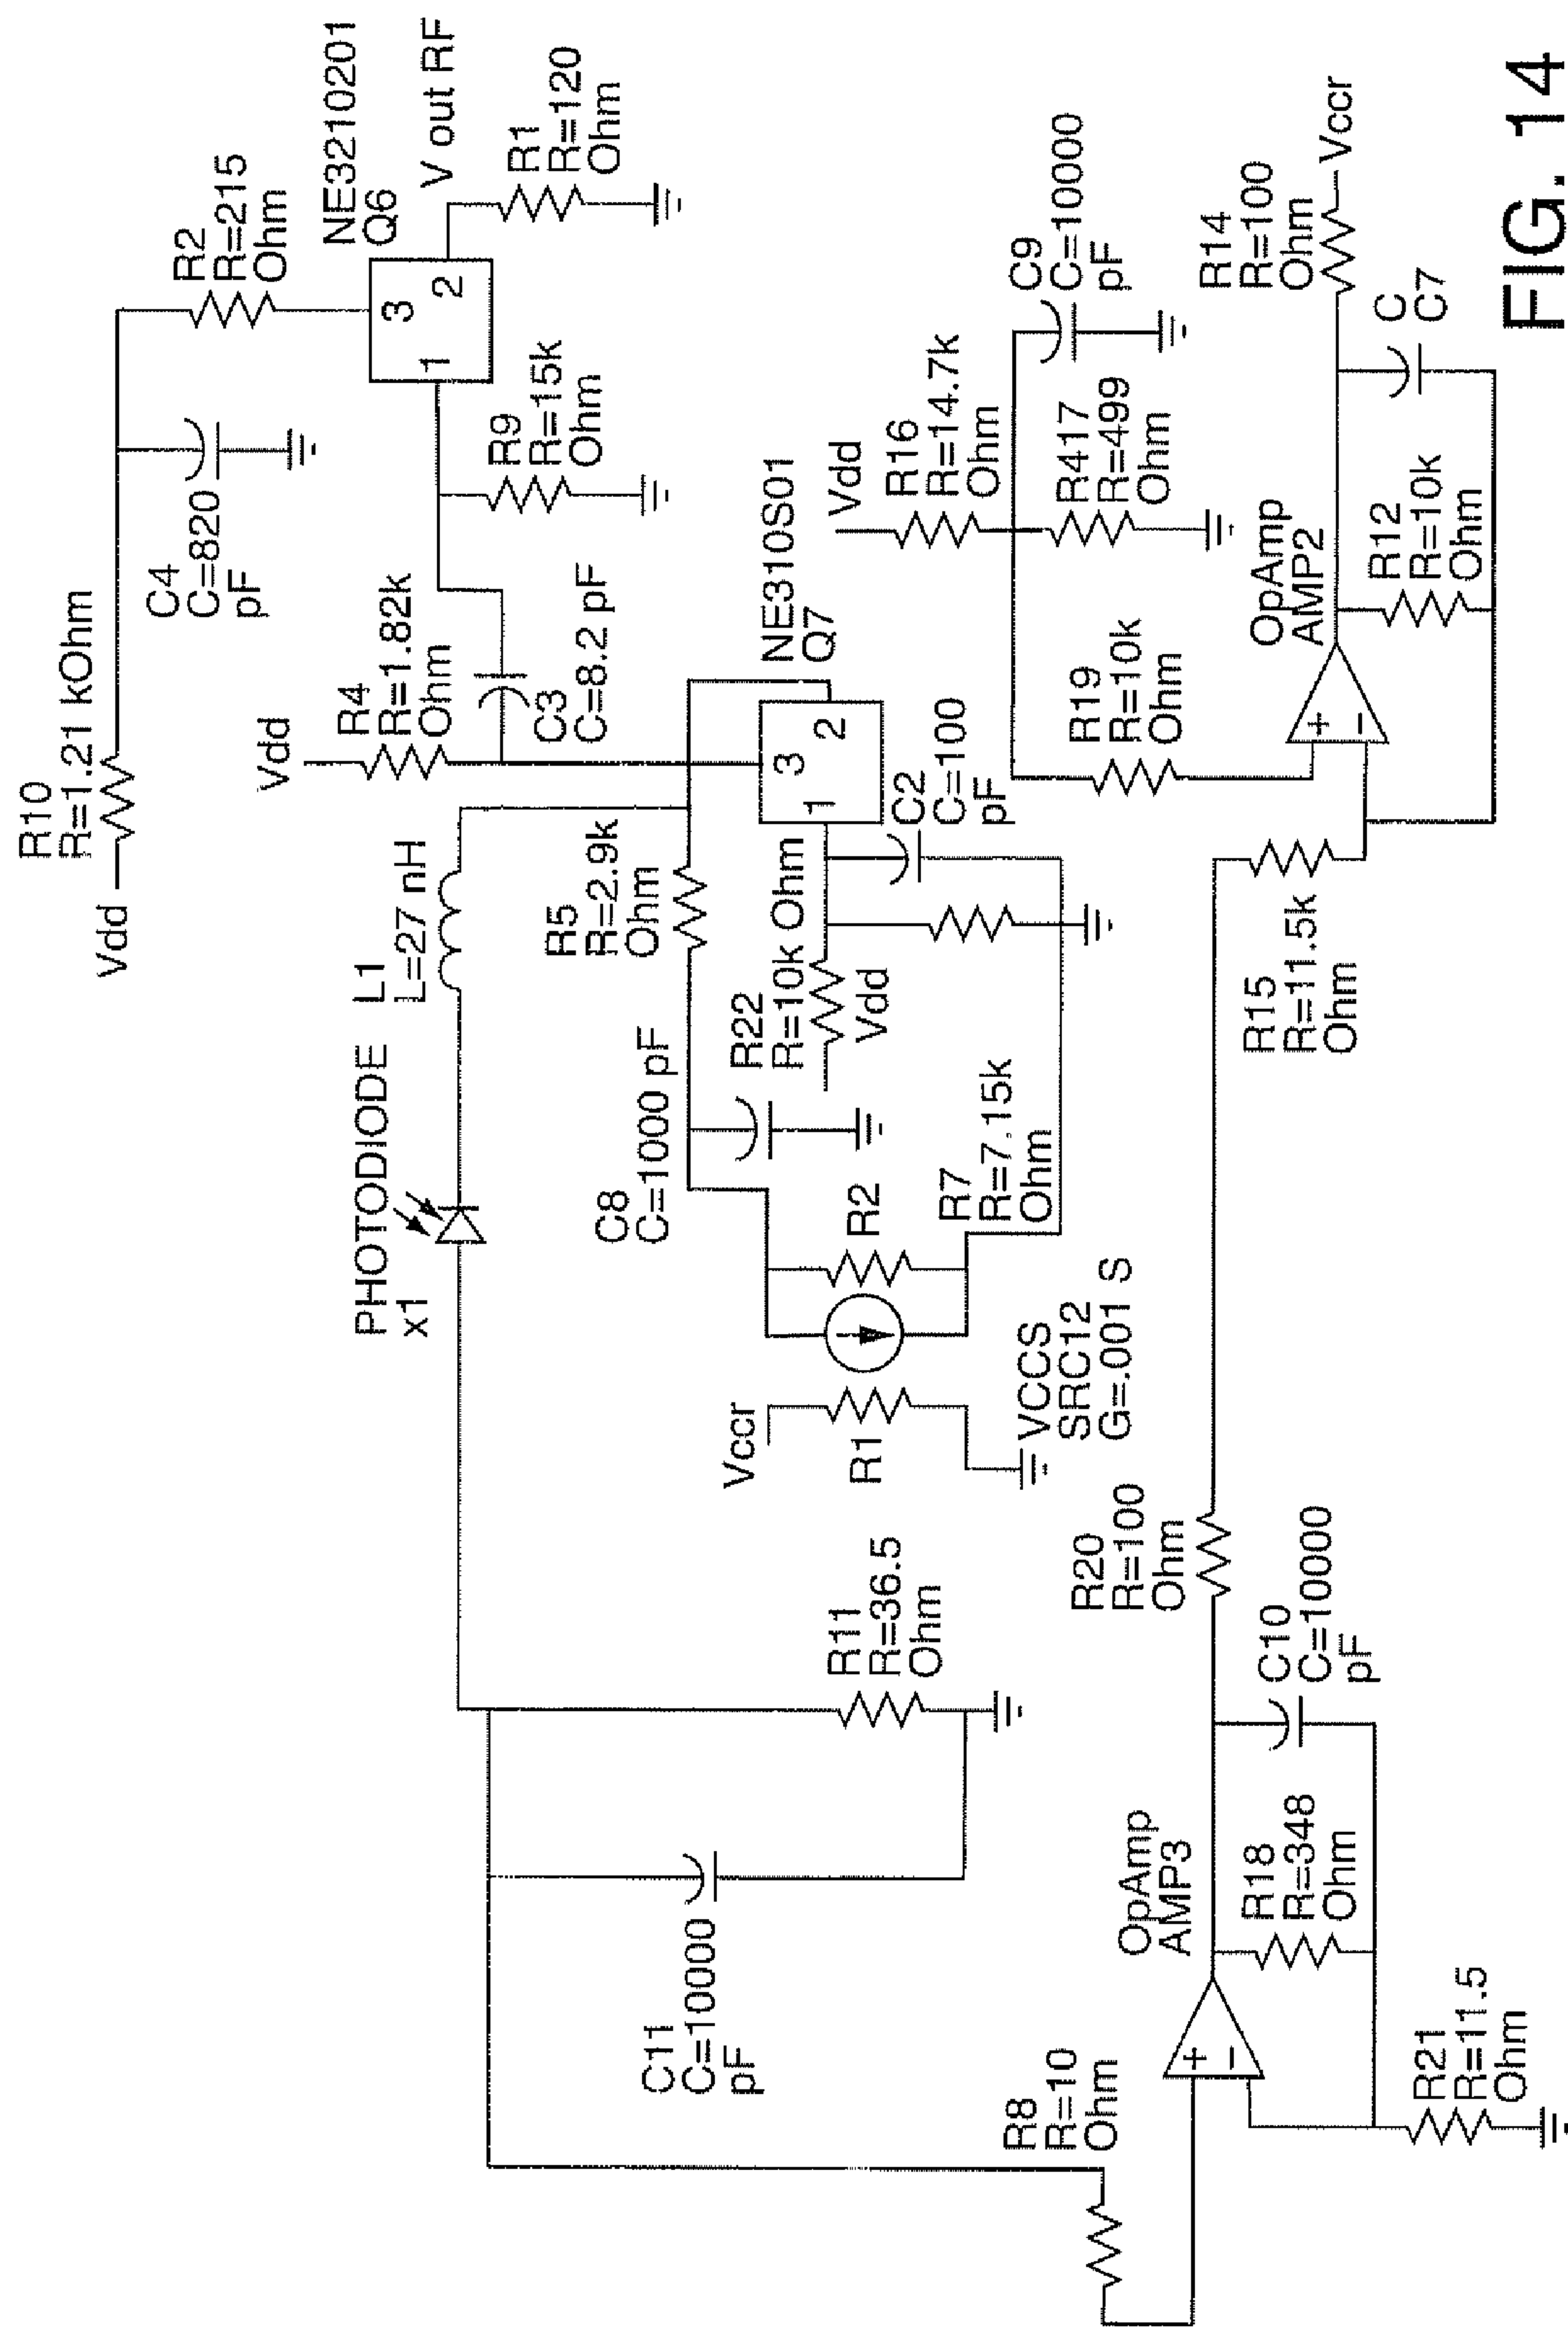 R10
R=1.21 kOhm
Vdd
C4
C=820
pF
R2
R=215
Ohm
NE3210201
Q6
3
1
2
V out RF
R1
R=120
Ohm
PHOTODIODE
x1
L1
L=27 nH
Vdd
R4
R=1.82k
Ohm
C3
C=8.2 pF
R9
R=15k
Ohm
R5
R=2.9k
Ohm
NE310S01
Q7
3
1
2
C8
C=1000 pF
R22
R=10k Ohm
Vdd
C2
C=100
pF
Vccr
R1
R2
R7
R=7.15k
Ohm
VCCS
SRC12
G=.001 S
C11
C=10000
pF
R11
R=36.5
Ohm
Vdd
R16
R=14.7k
Ohm
C9
C=10000
pF
R417
R=499
Ohm
R19
R=10k
Ohm
R8
R=10
Ohm
OpAmp
AMP3
+
–
R18
R=348
Ohm
C10
C=10000
pF
R21
R=11.5
Ohm
R20
R=100
Ohm
R15
R=11.5k
Ohm
OpAmp
AMP2
+
–
R12
R=10k
Ohm
C
C7
R14
R=100
Ohm
Vccr
FIG. 14